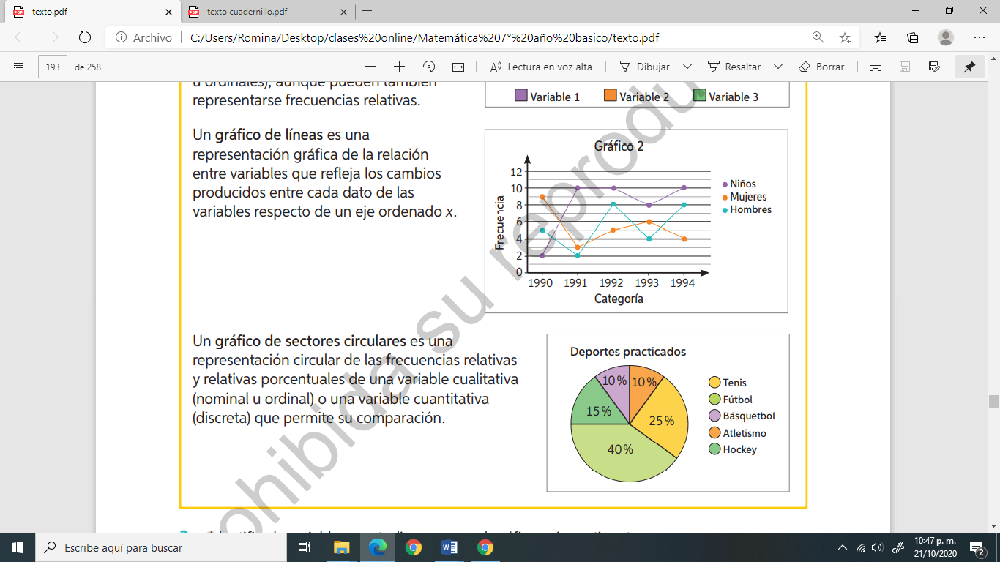 texto.pdf
texto cuadernillo.pdf
Archivo
C:/Users/Romina/Desktop/clases%20online/Matemática%207°%20año%20basico/texto.pdf
193
de 258
Lectura en voz alta
Dibujar
Resaltar
Borrar
u ordinales), aunque pueden también
representarse frecuencias relativas.
Variable 1
Variable 2
Variable 3
Un gráfico de líneas es una
representación gráfica de la relación
entre variables que refleja los cambios
producidos entre cada dato de las
variables respecto de un eje ordenado x.
Gráfico 2
Frecuencia
12
10
8
6
4
2
0
1990 1991 1992 1993 1994
Categoría
Niños
Mujeres
Hombres
Un gráfico de sectores circulares es una
representación circular de las frecuencias relativas
y relativas porcentuales de una variable cualitativa
(nominal u ordinal) o una variable cuantitativa
(discreta) que permite su comparación.
Deportes practicados
10 % 10 %
15 %
25 %
40 %
Tenis
Fútbol
Básquetbol
Atletismo
Hockey
ohibida su reprodu
Escribe aquí para buscar
10:47 p. m.
21/10/2020
2